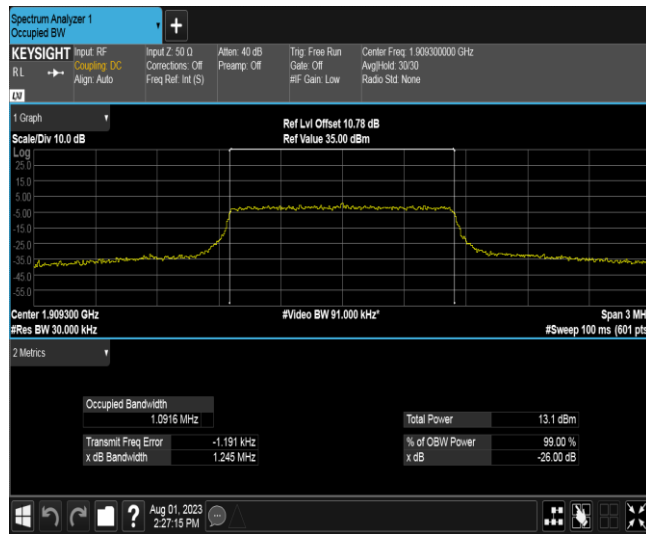 Spectrum Analyzer 1
Occupied BW
+
KEYSIGHT
RL
LXI
Input: RF
Coupling: DC
Align: Auto
Input Z: 50 Ω
Corrections: Off
Freq Ref: Int (S)
Atten: 40 dB
Preamp: Off
Trig: Free Run
Gate: Off
#IF Gain: Low
Center Freq: 1.909300000 GHz
Avg|Hold: 30/30
Radio Std: None
1 Graph
Scale/Div 10.0 dB
Ref Lvl Offset 10.78 dB
Ref Value 35.00 dBm
Log
25.0
15.0
5.00
-5.00
-15.0
-25.0
-35.0
-45.0
-55.0
Center 1.909300 GHz
#Res BW 30.000 kHz
#Video BW 91.000 kHz*
Span 3 MH
#Sweep 100 ms (601 pts
2 Metrics
Occupied Bandwidth
1.0916 MHz
Transmit Freq Error -1.191 kHz
x dB Bandwidth 1.245 MHz
Total Power 13.1 dBm
% of OBW Power 99.00 %
x dB -26.00 dB
?
Aug 01, 2023
2:27:15 PM